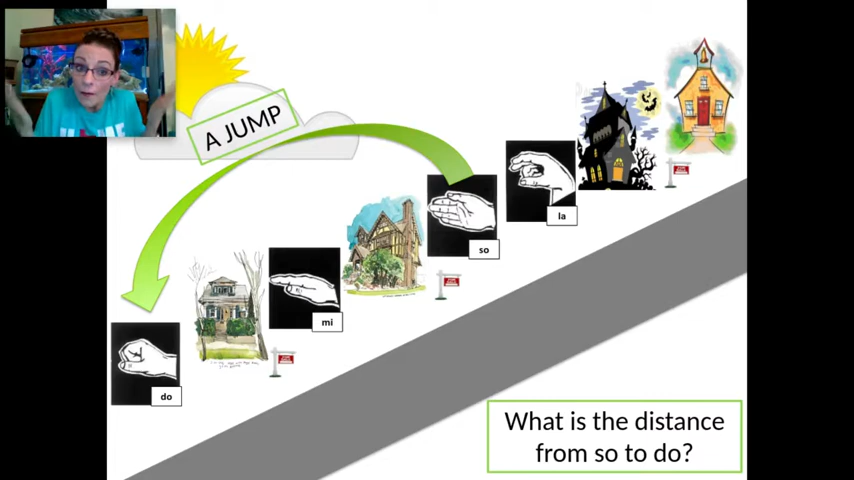 A JUMP
la
so
mi
do
What is the distance
from so to do?